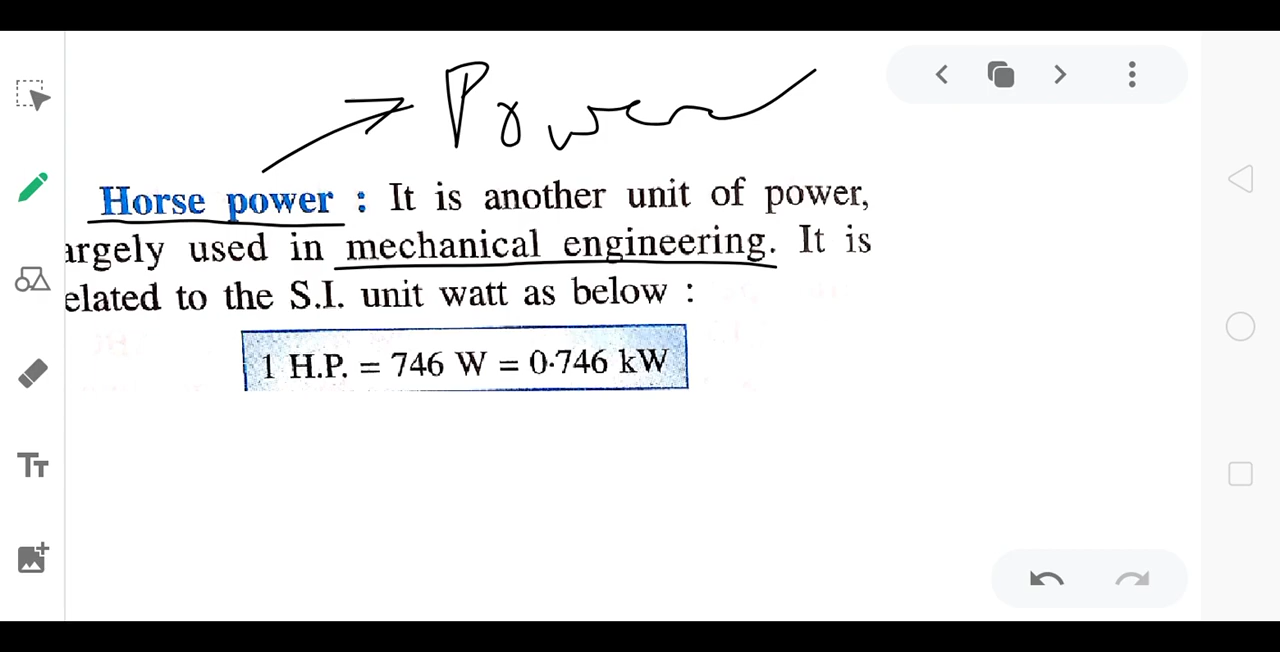 Power
Horse power : It is another unit of power,
argely used in mechanical engineering. It is
elated to the S.I. unit watt as below :
1 H.P. = 746 W = 0·746 kW
TT